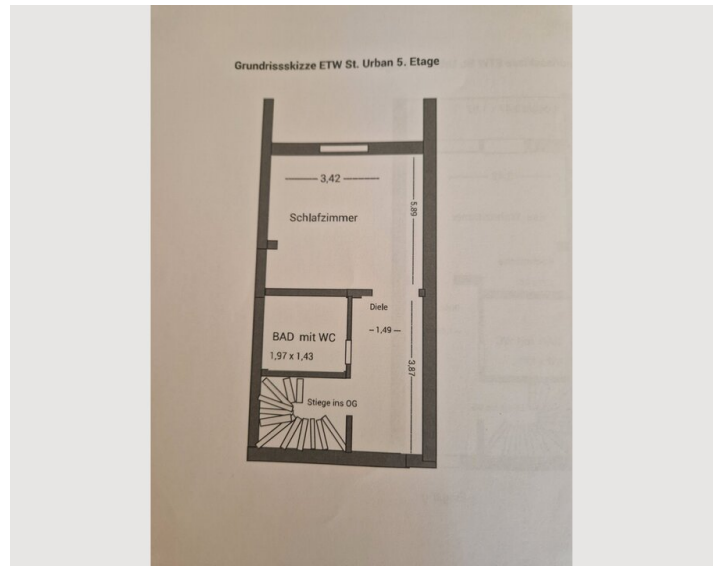 Grundrissskizze ETW St. Urban 5. Etage
3,42
Schlafzimmer
5,89
Diele
1,49
BAD mit WC
1,97 x 1,43
3,87
Stiege ins OG